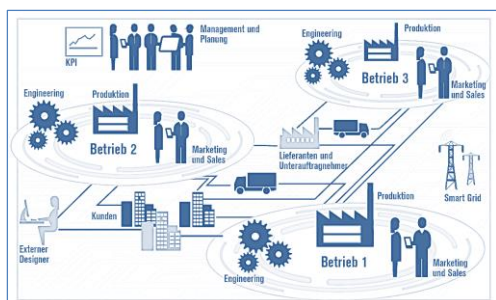 Management und
Planung
KPI
Produktion
Engineering
Betrieb 3
Marketing
und Sales
Engineering
Produktion
Betrieb 2
Marketing
und Sales
Lieferanten und
Unterauftragnehmer
Smart Grid
Kunden
Externer
Designer
Produktion
Engineering
Betrieb 1
Marketing
und Sales